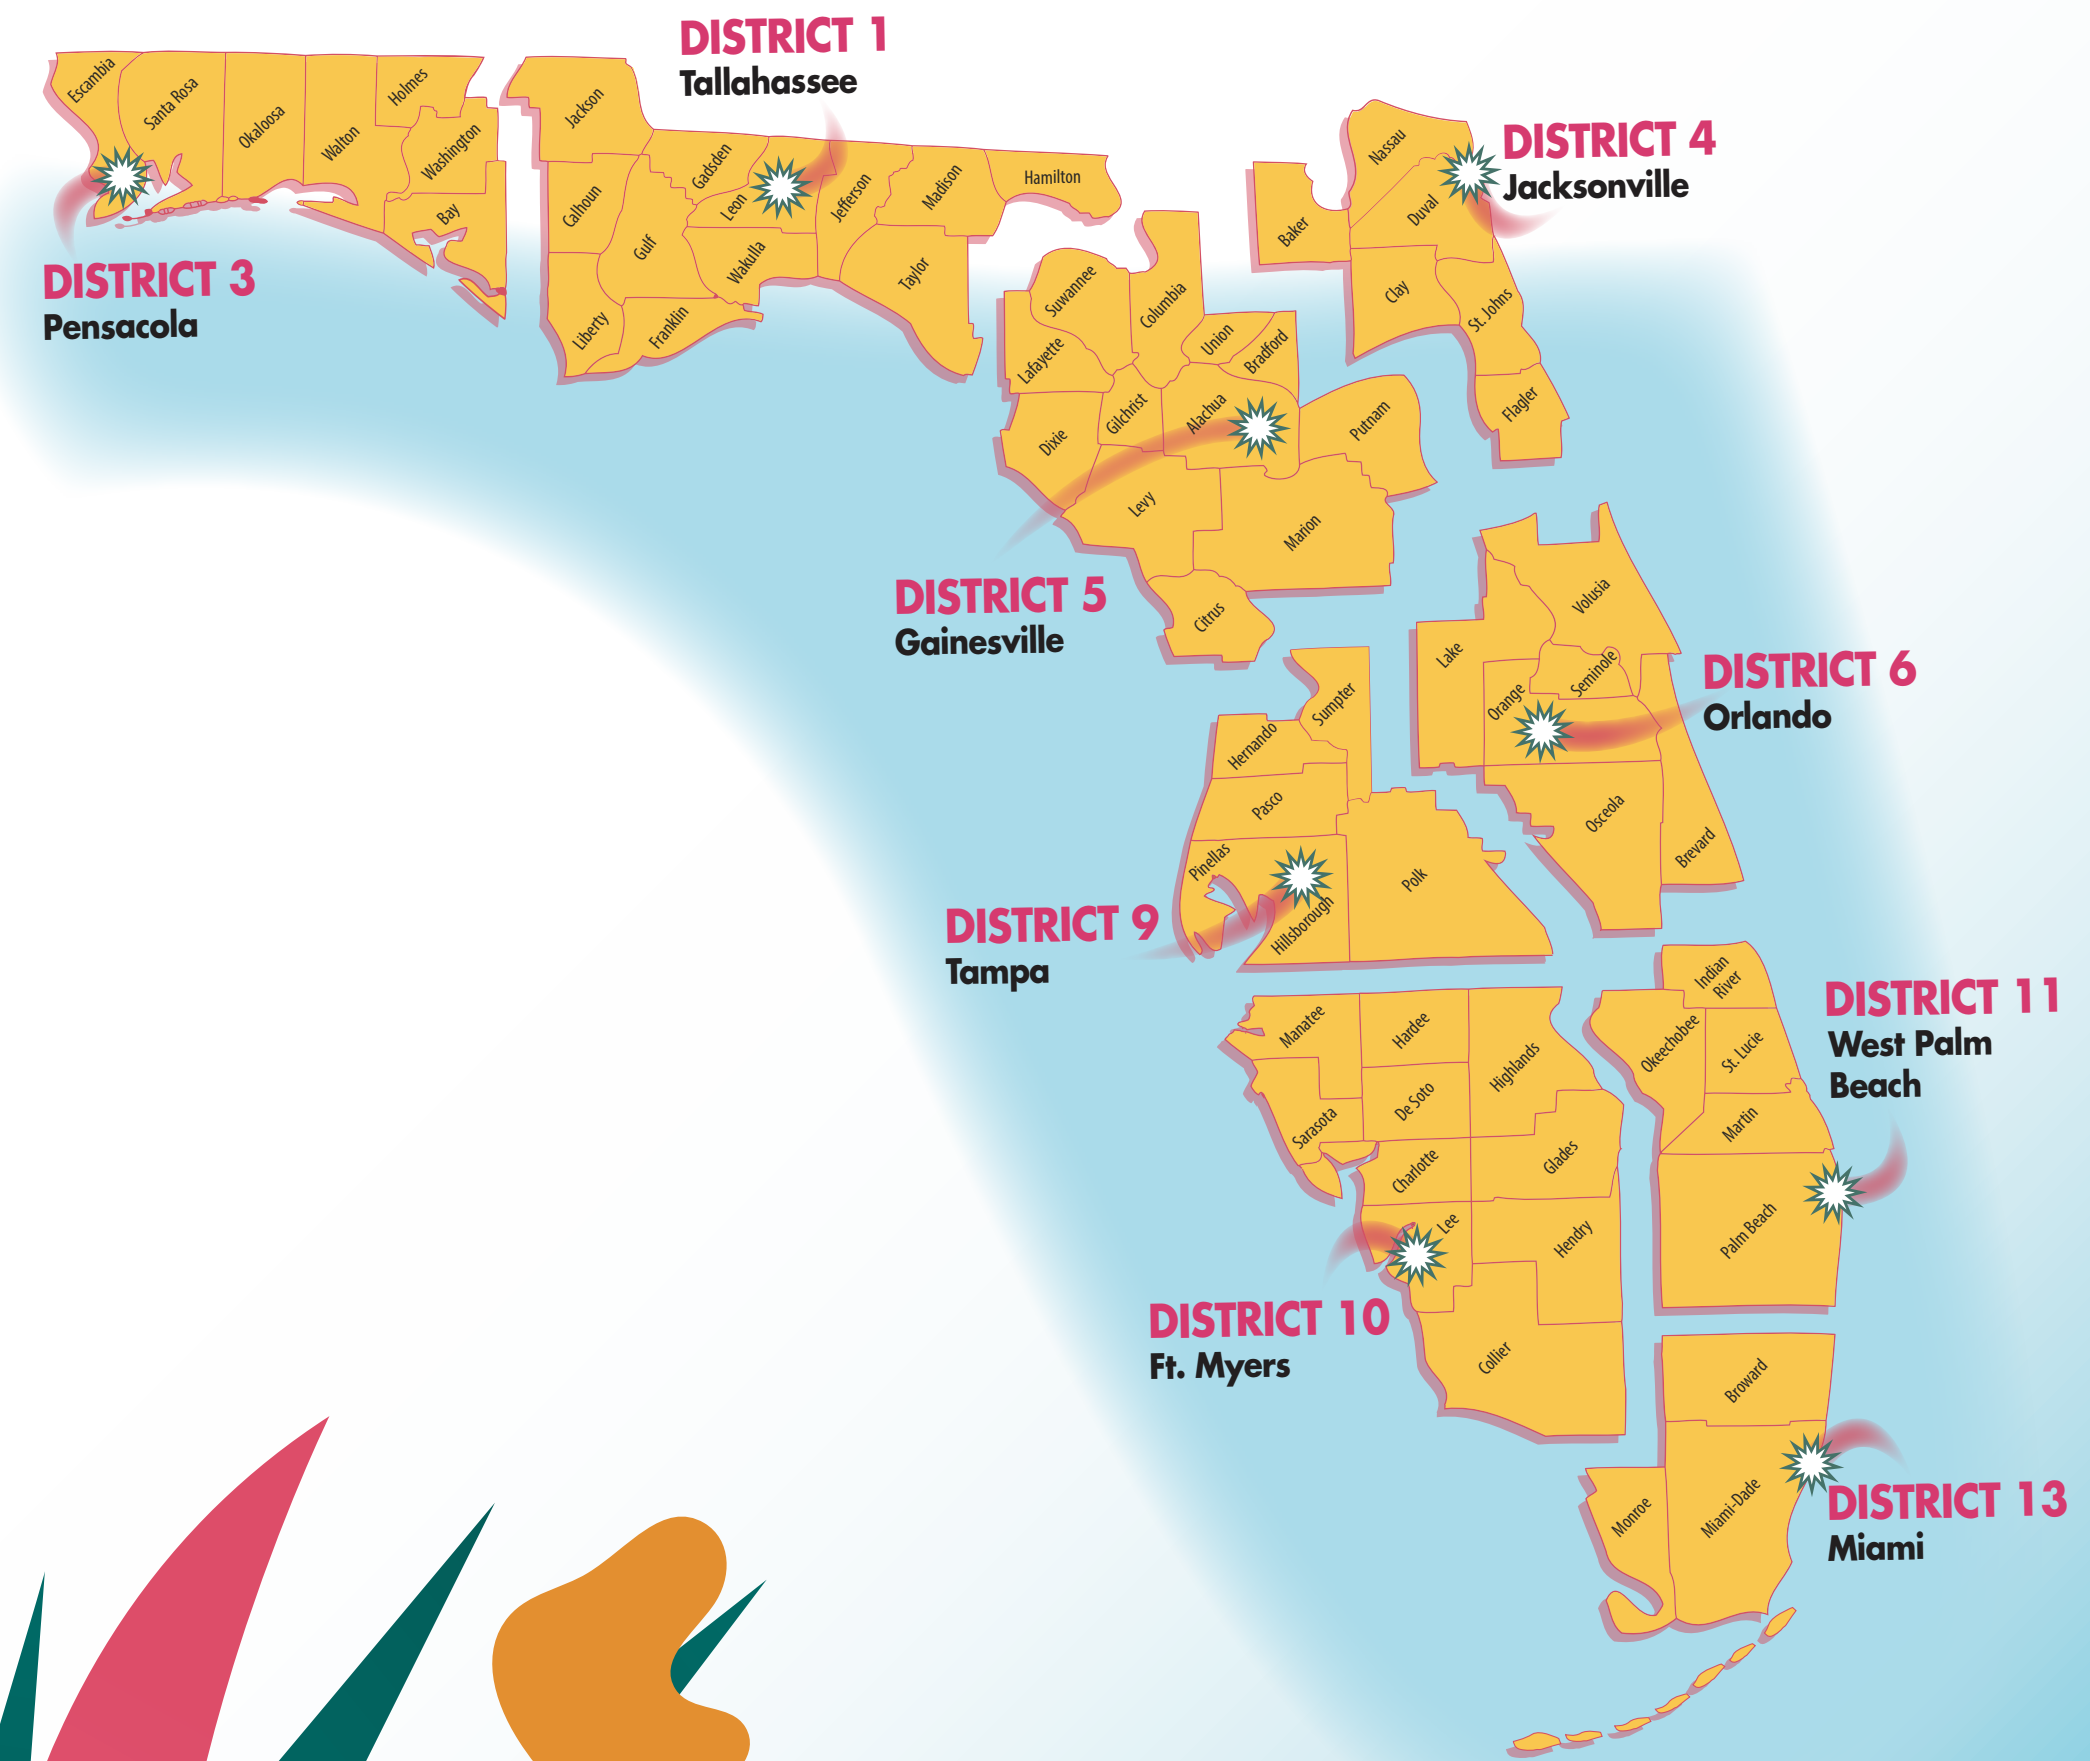 DISTRICT 1
Tallahassee
Escambia
Santa Rosa
Okaloosa
Walton
Holmes
Washington
Bay
DISTRICT 3
Pensacola
Jackson
Calhoun
Gulf
Liberty
Franklin
Gadsden
Leon
Wakulla
Jefferson
Madison
Taylor
Hamilton
DISTRICT 4
Jacksonville
Nassau
Duval
Baker
Clay
St. Johns
Flagler
Suwannee
Columbia
Lafayette
Union
Bradford
Dixie
Gilchrist
Alachua
Putnam
Levy
Marion
Citrus
DISTRICT 5
Gainesville
Volusia
Lake
Seminole
Orange
Osceola
Brevard
DISTRICT 6
Orlando
Sumpter
Hernando
Pasco
Pinellas
Hillsborough
Polk
DISTRICT 9
Tampa
Manatee
Hardee
Highlands
Sarasota
De Soto
Charlotte
Glades
Lee
Hendry
Collier
DISTRICT 10
Ft. Myers
Indian
River
Okeechobee
St. Lucie
Martin
Palm Beach
DISTRICT 11
West Palm
Beach
Broward
Monroe
Miami-Dade
DISTRICT 13
Miami